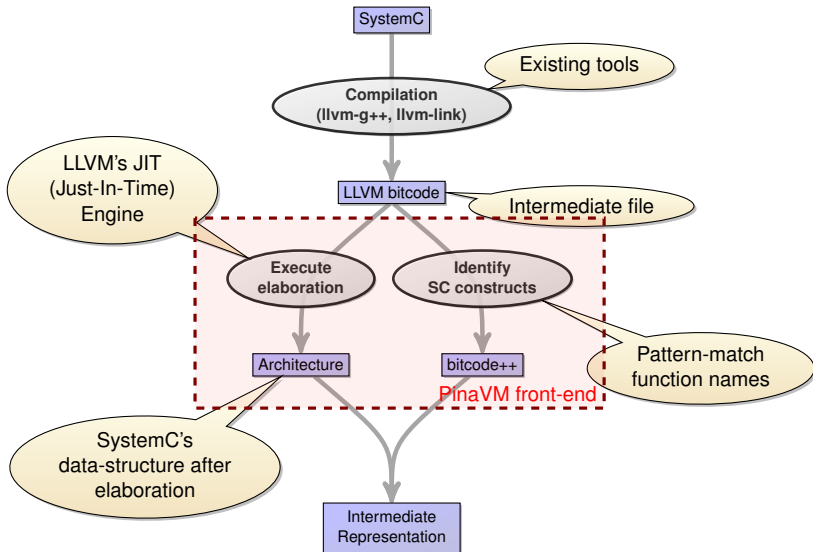 SystemC
Existing tools
Compilation
(llvm-g++, llvm-link)
LLVM's JIT
(Just-In-Time)
Engine
LLVM bitcode
Intermediate file
Execute
elaboration
Identify
SC constructs
Architecture
bitcode++
Pattern-match
function names
PinaVM front-end
SystemC's
data-structure after
elaboration
Intermediate
Representation